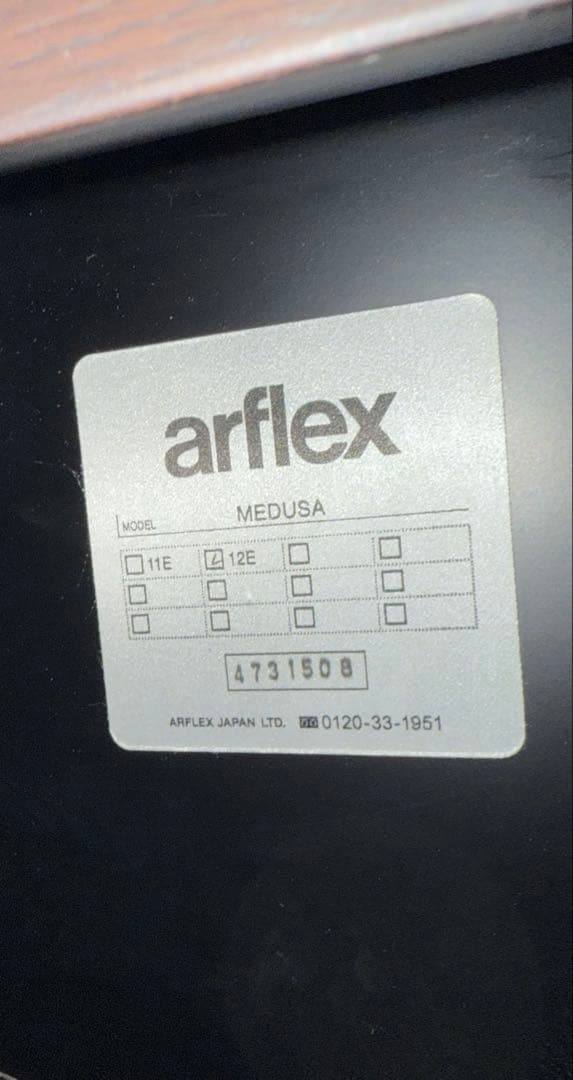 arflex
MODEL MEDUSA
11E 12E
4731508
ARFLEX JAPAN LTD. 0120-33-1951